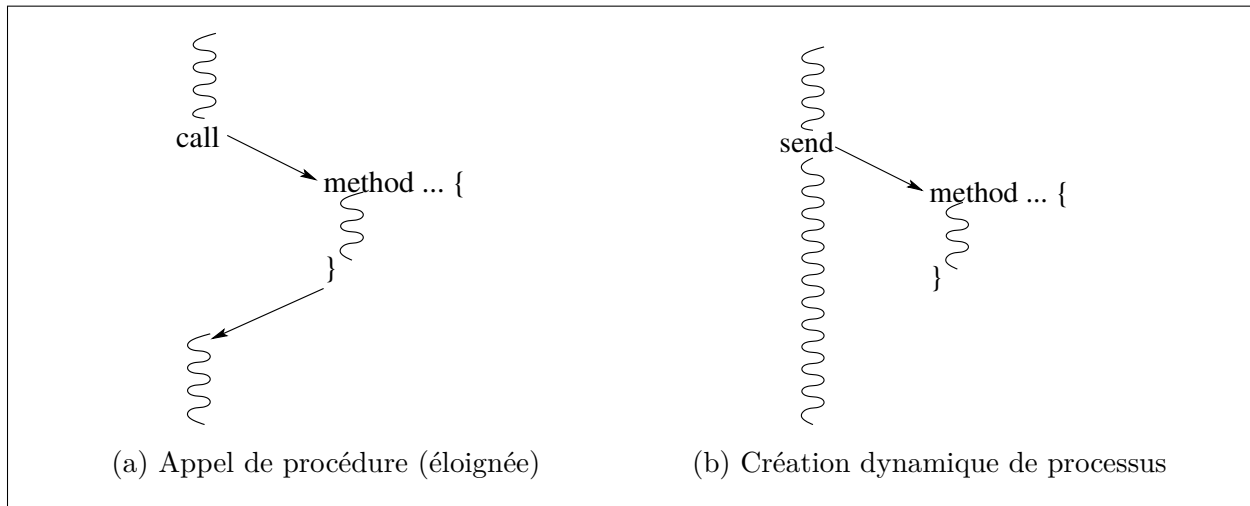 call
method ... {
}
(a) Appel de procédure (éloignée)
send
method ... {
}
(b) Création dynamique de processus